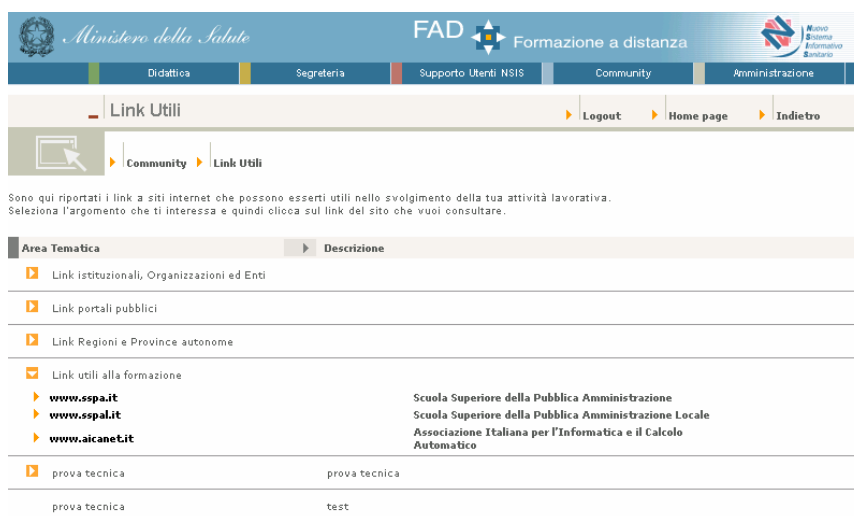 Ministero della Salute
FAD Formazione a distanza
Nuovo
Sistema
Informativo
Sanitario
Didattica Segreteria Supporto Utenti NSIS Community Amministrazione
Link Utili Logout Home page Indietro
Community Link Utili
Sono qui riportati i link a siti internet che possono esserti utili nello svolgimento della tua attività lavorativa.
Seleziona l'argomento che ti interessa e quindi clicca sul link del sito che vuoi consultare.
Area Tematica Descrizione
Link istituzionali, Organizzazioni ed Enti
Link portali pubblici
Link Regioni e Province autonome
Link utili alla formazione
www.sspa.it Scuola Superiore della Pubblica Amministrazione
www.sspal.it Scuola Superiore della Pubblica Amministrazione Locale
www.aicanet.it Associazione Italiana per l'Informatica e il Calcolo
Automatico
prova tecnica prova tecnica
prova tecnica test